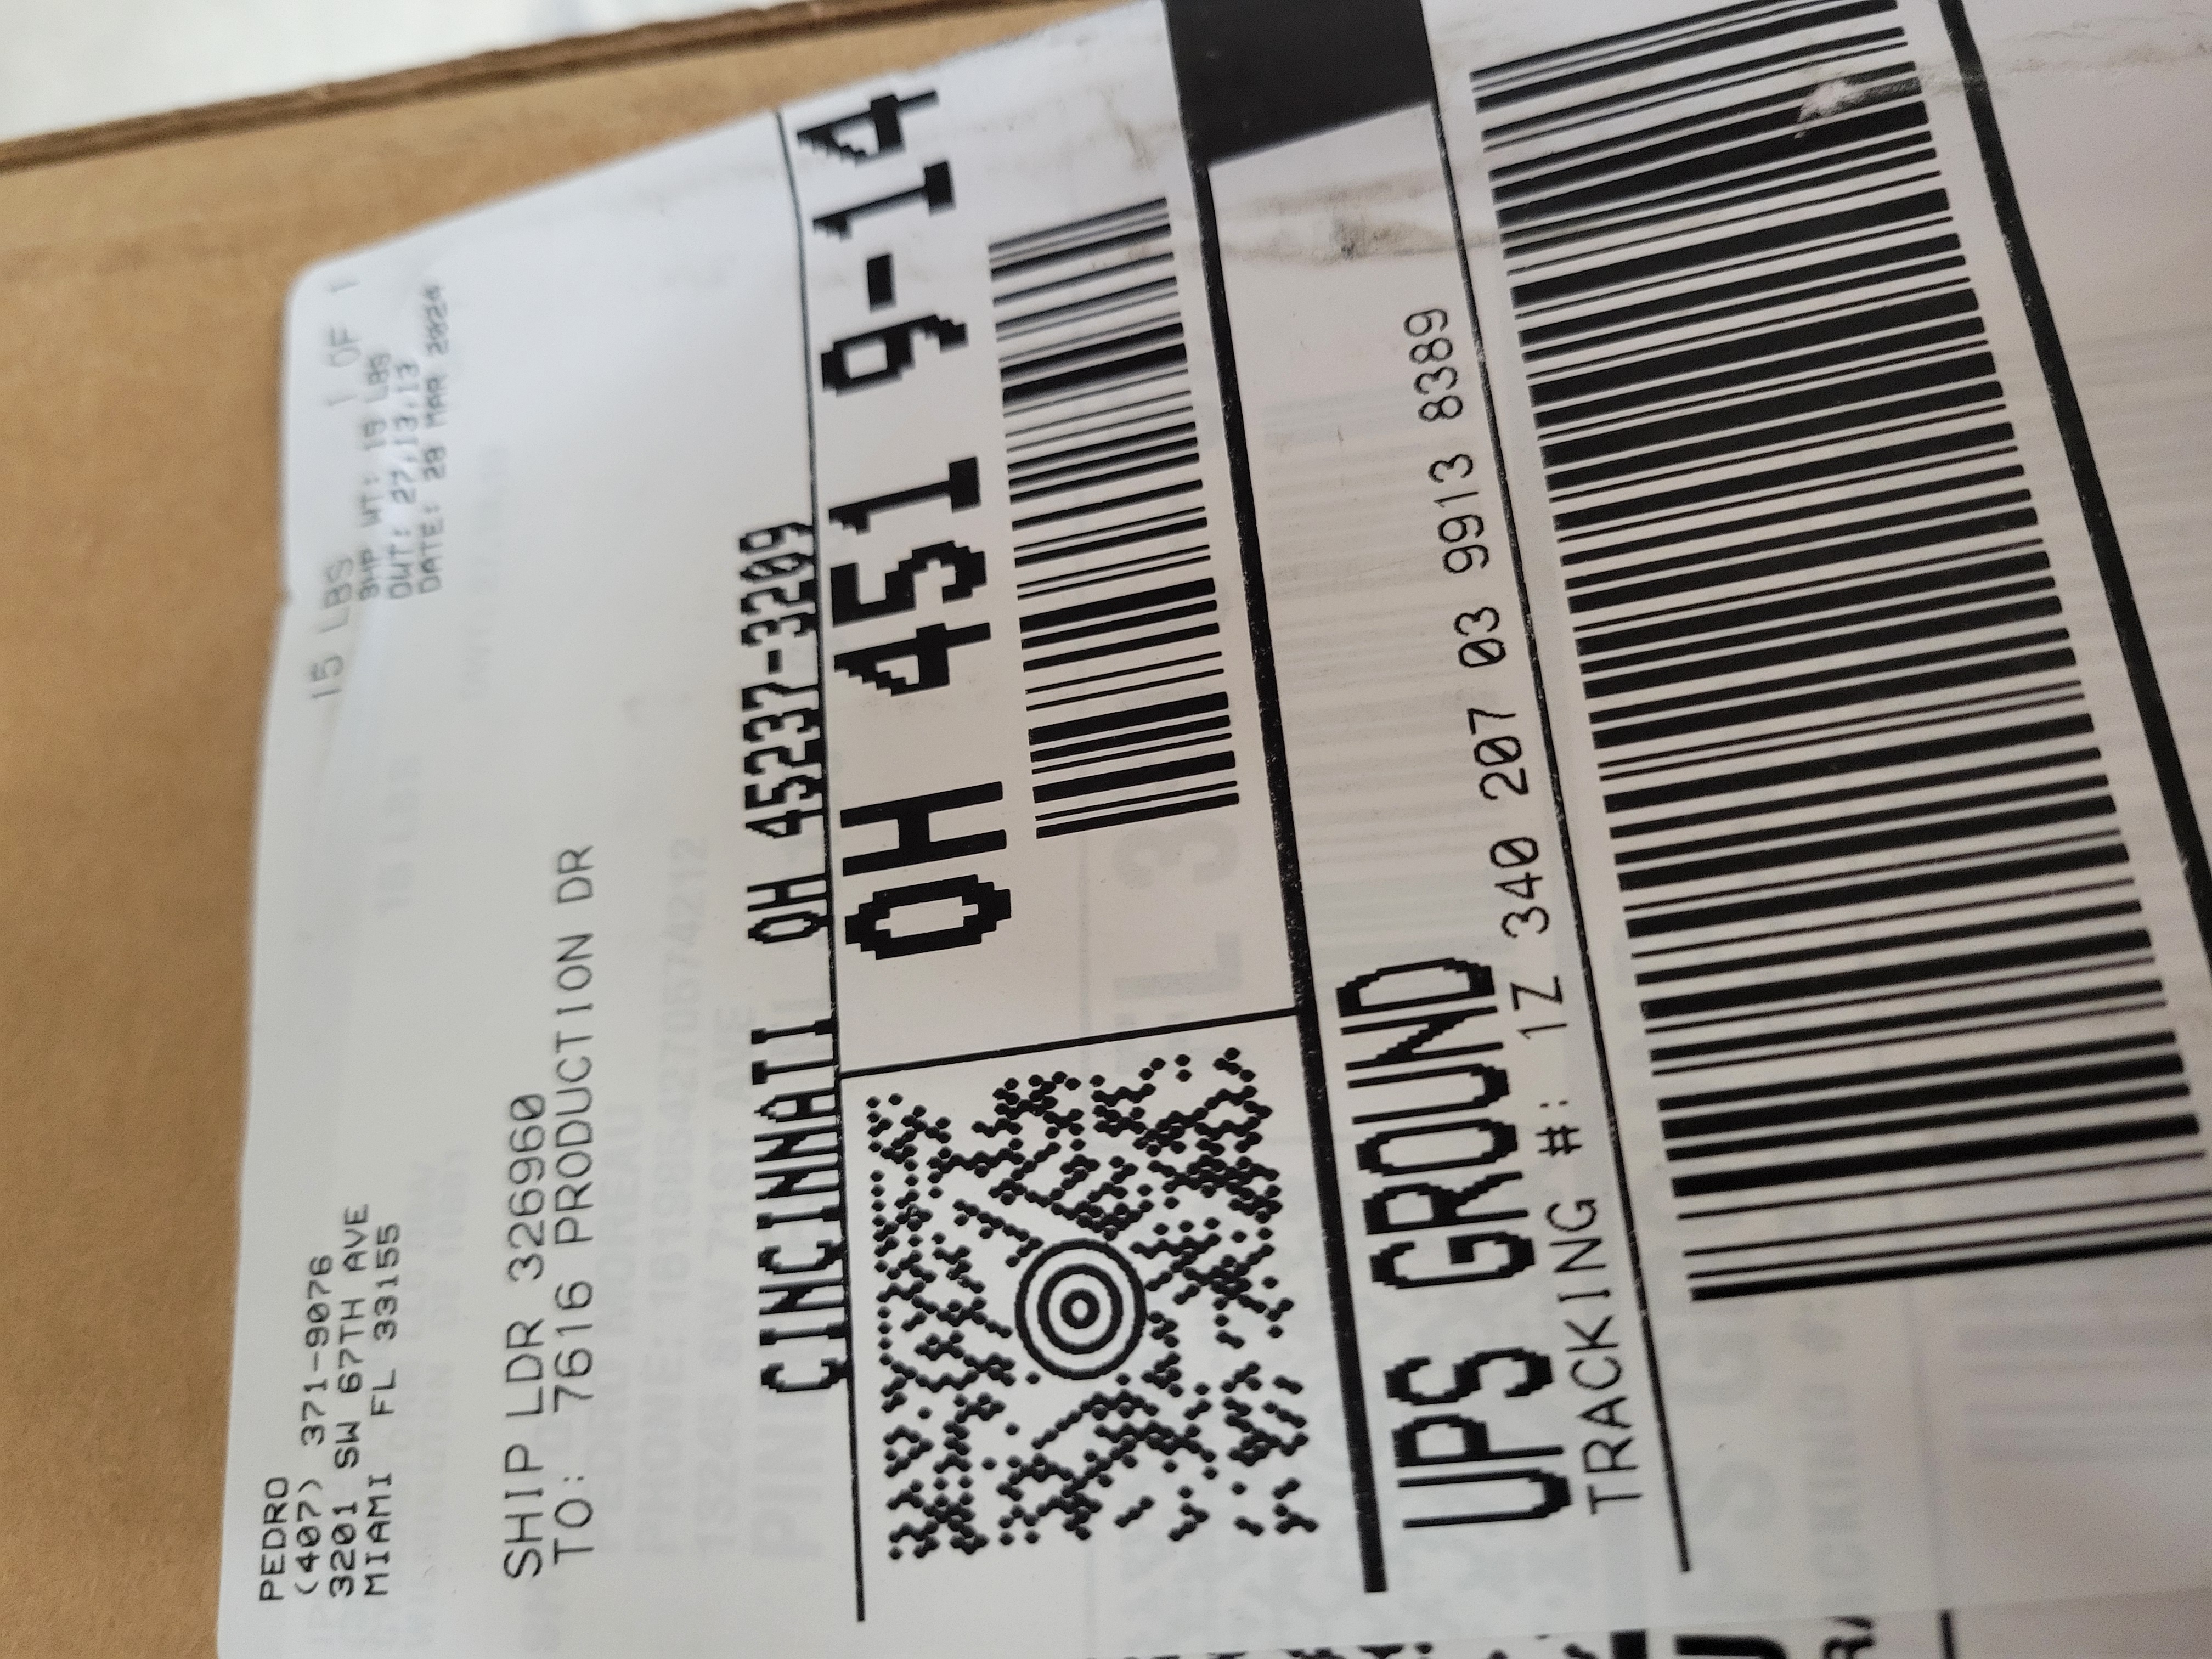 PEDRO
(407) 371-9076
3201 SW 67TH AVE
MIAMI FL 33155
15 LBS 1 OF 1
SHP WT: 15 LBS
DWT: 27,13,13
DATE: 28 MAR 2024
SHIP LDR 326960
TO: 7616 PRODUCTION DR
CINCINNATI OH 45237-3209
OH 451 9-14
UPS GROUND
TRACKING #: 1Z 340 207 03 9913 8389